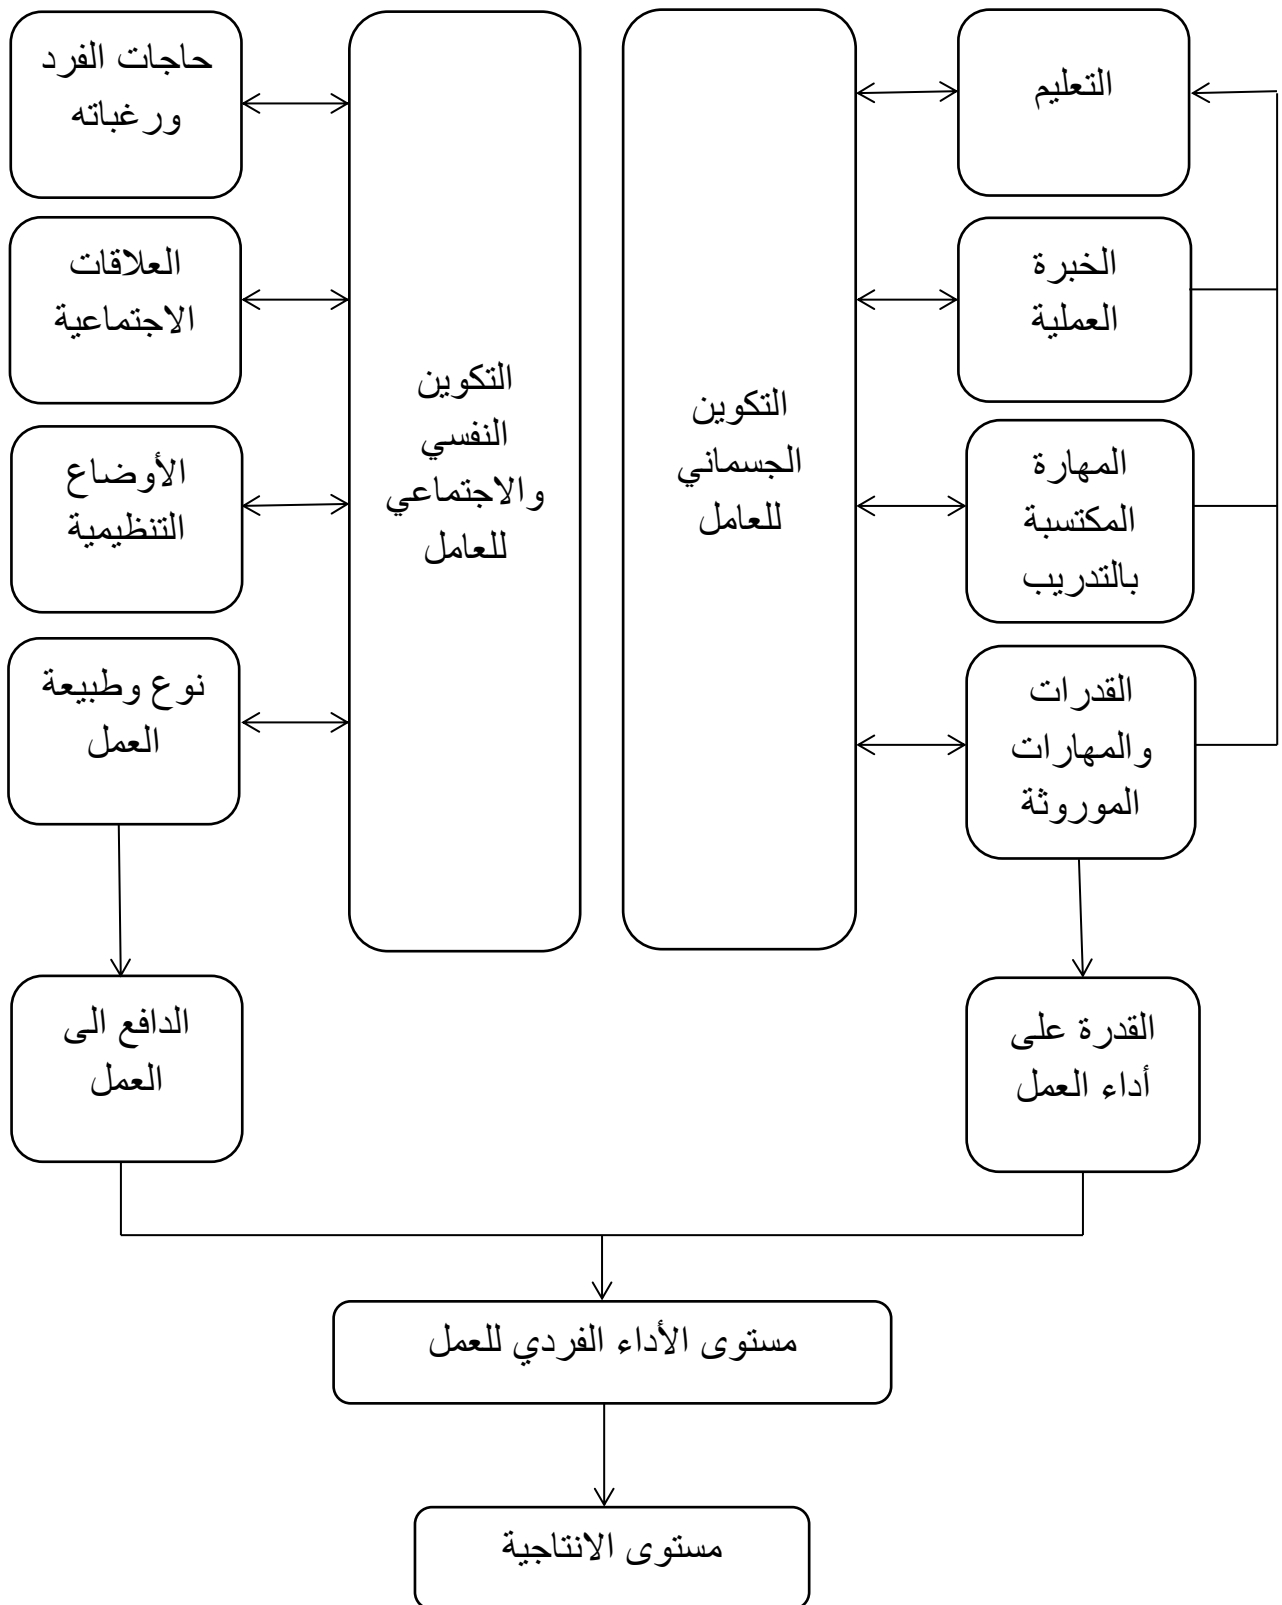 التعليم
الخبرة
العملية
المهارة
المكتسبة
بالتدريب
القدرات
والمهارات
الموروثة
التكوين
الجسماني
للعامل
التكوين
النفسي
والاجتماعي
للعامل
حاجات الفرد
ورغباته
العلاقات
الاجتماعية
الأوضاع
التنظيمية
نوع وطبيعة
العمل
القدرة على
أداء العمل
الدافع الى
العمل
مستوى الأداء الفردي للعمل
مستوى الانتاجية